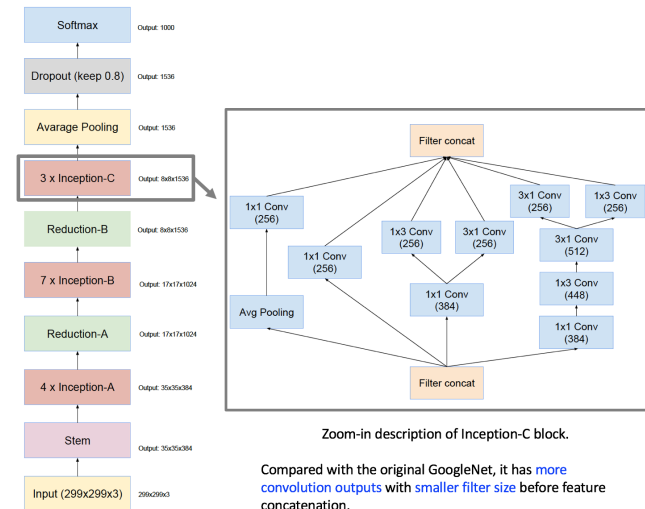 Softmax
Output: 1000
Dropout (keep 0.8)
Output: 1536
Avarage Pooling
Output: 1536
3 x Inception-C
Output: 8x8x1536
Reduction-B
Output: 8x8x1536
7 x Inception-B
Output: 17x17x1024
Reduction-A
Output: 17x17x1024
4 x Inception-A
Output: 35x35x384
Stem
Output: 35x35x384
Input (299x299x3)
299x299x3
Filter concat
1x1 Conv
(256)
1x1 Conv
(256)
1x3 Conv
(256)
3x1 Conv
(256)
3x1 Conv
(256)
1x3 Conv
(256)
3x1 Conv
(512)
1x3 Conv
(448)
1x1 Conv
(384)
1x1 Conv
(384)
Avg Pooling
Filter concat
Zoom-in description of Inception-C block.
Compared with the original GoogleNet, it has more
convolution outputs with smaller filter size before feature
concatenation.